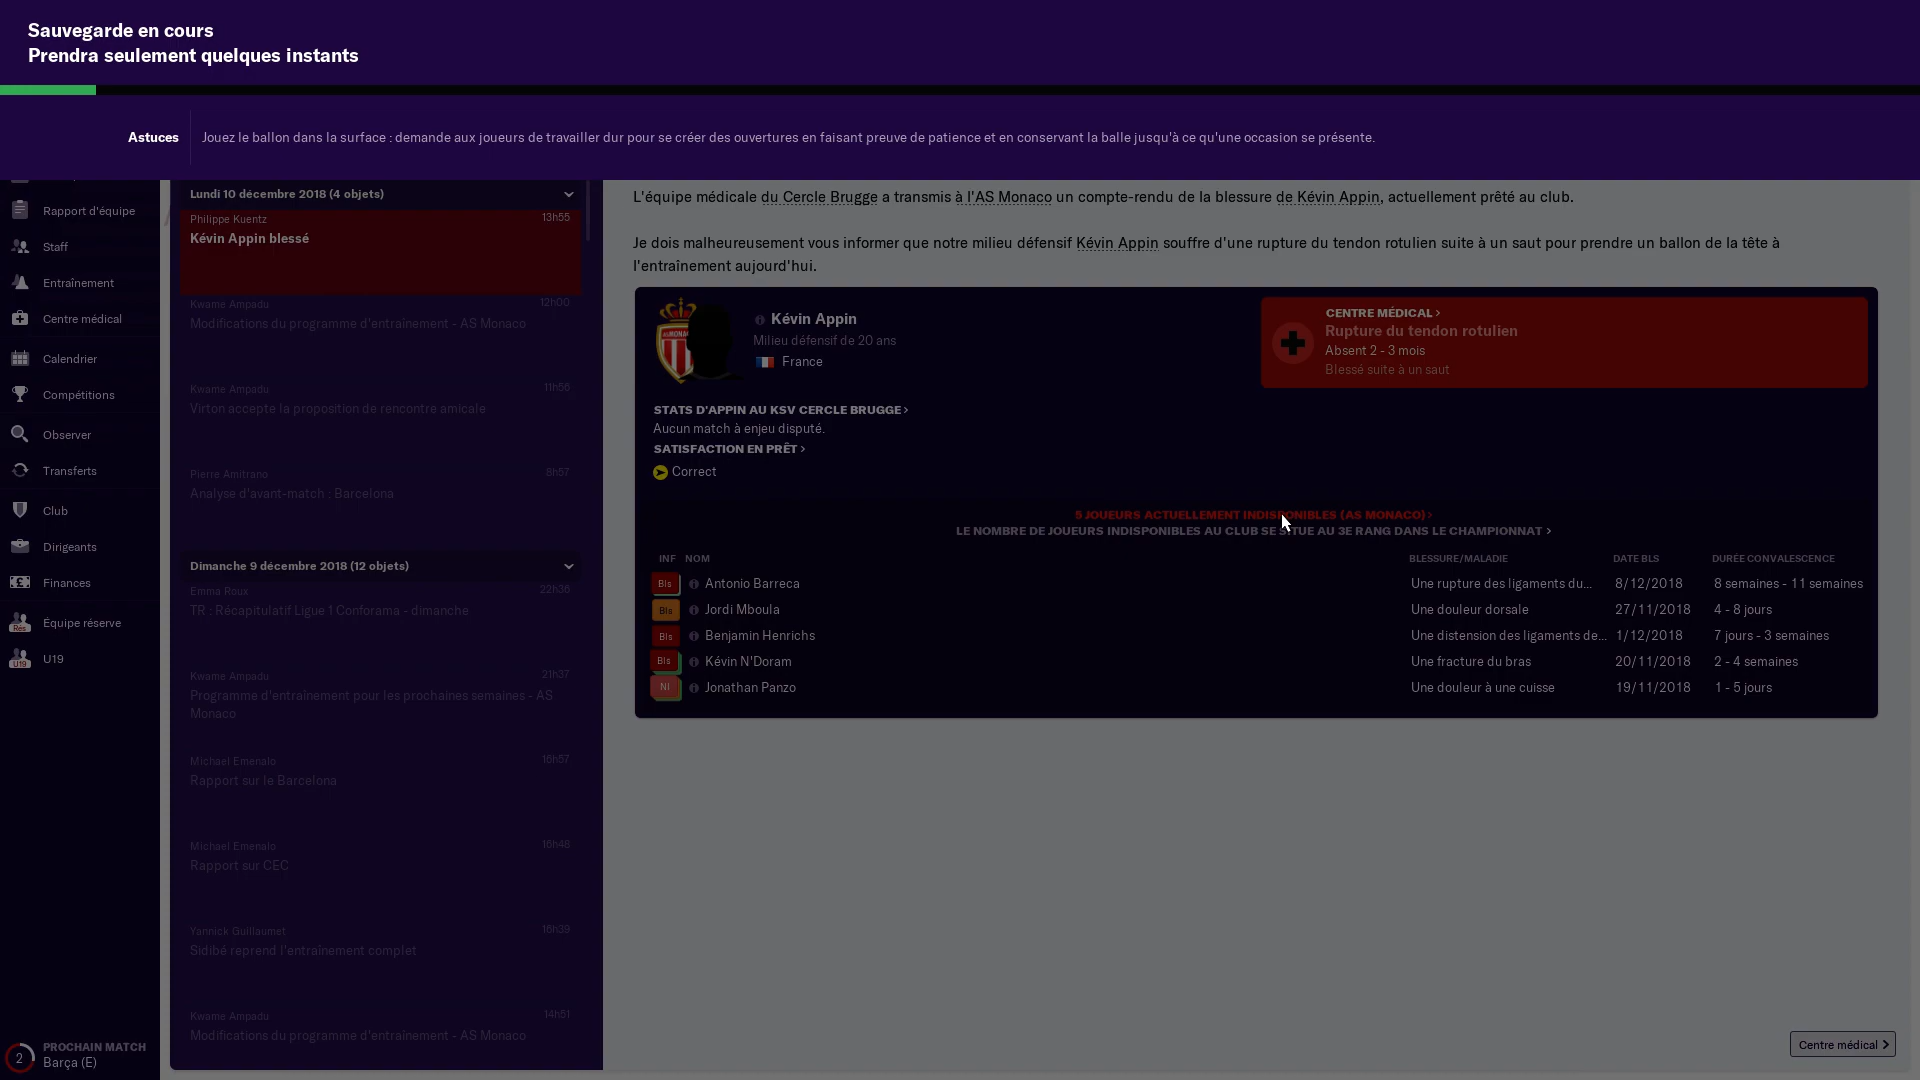 Sauvegarde en cours
Prendra seulement quelques instants
Astuces
Jouez le ballon dans la surface : demande aux joueurs de travailler dur pour se créer des ouvertures en faisant preuve de patience et en conservant la balle jusqu'à ce qu'une occasion se présente.
Rapport d'équipe
Staff
Entraînement
Centre médical
Calendrier
Compétitions
Observer
Transferts
Club
Dirigeants
Finances
Équipe réserve
U19
2
PROCHAIN MATCH
Barça (E)
Lundi 10 décembre 2018 (4 objets)
Philippe Kuentz 13h55
Kévin Appin blessé
Kwame Ampadu 12h00
Modifications du programme d'entraînement - AS Monaco
Kwame Ampadu 11h56
Virton accepte la proposition de rencontre amicale
Pierre Amitrano 8h57
Analyse d'avant-match : Barcelona
Dimanche 9 décembre 2018 (12 objets)
Emma Roux 22h36
TR : Récapitulatif Ligue 1 Conforama - dimanche
Kwame Ampadu 21h37
Programme d'entraînement pour les prochaines semaines - AS
Monaco
Michael Emenalo 16h57
Rapport sur le Barcelona
Michael Emenalo 16h48
Rapport sur CEC
Yannick Guillaumet 16h39
Sidibé reprend l'entraînement complet
Kwame Ampadu 14h51
Modifications du programme d'entraînement - AS Monaco
L'équipe médicale du Cercle Brugge a transmis à l'AS Monaco un compte-rendu de la blessure de Kévin Appin, actuellement prêté au club.
Je dois malheureusement vous informer que notre milieu défensif Kévin Appin souffre d'une rupture du tendon rotulien suite à un saut pour prendre un ballon de la tête à
l'entraînement aujourd'hui.
Kévin Appin
Milieu défensif de 20 ans
France
CENTRE MÉDICAL >
Rupture du tendon rotulien
Absent 2 - 3 mois
Blessé suite à un saut
STATS D'APPIN AU KSV CERCLE BRUGGE >
Aucun match à enjeu disputé.
SATISFACTION EN PRÊT >
Correct
5 JOUEURS ACTUELLEMENT INDISPONIBLES (AS MONACO) >
LE NOMBRE DE JOUEURS INDISPONIBLES AU CLUB SE SITUE AU 3E RANG DANS LE CHAMPIONNAT >
INF NOM BLESSURE/MALADIE DATE BLS DURÉE CONVALESCENCE
Bls Antonio Barreca Une rupture des ligaments du... 8/12/2018 8 semaines - 11 semaines
Bls Jordi Mboula Une douleur dorsale 27/11/2018 4 - 8 jours
Bls Benjamin Henrichs Une distension des ligaments de... 1/12/2018 7 jours - 3 semaines
Bls Kévin N'Doram Une fracture du bras 20/11/2018 2 - 4 semaines
NI Jonathan Panzo Une douleur à une cuisse 19/11/2018 1 - 5 jours
Centre médical >